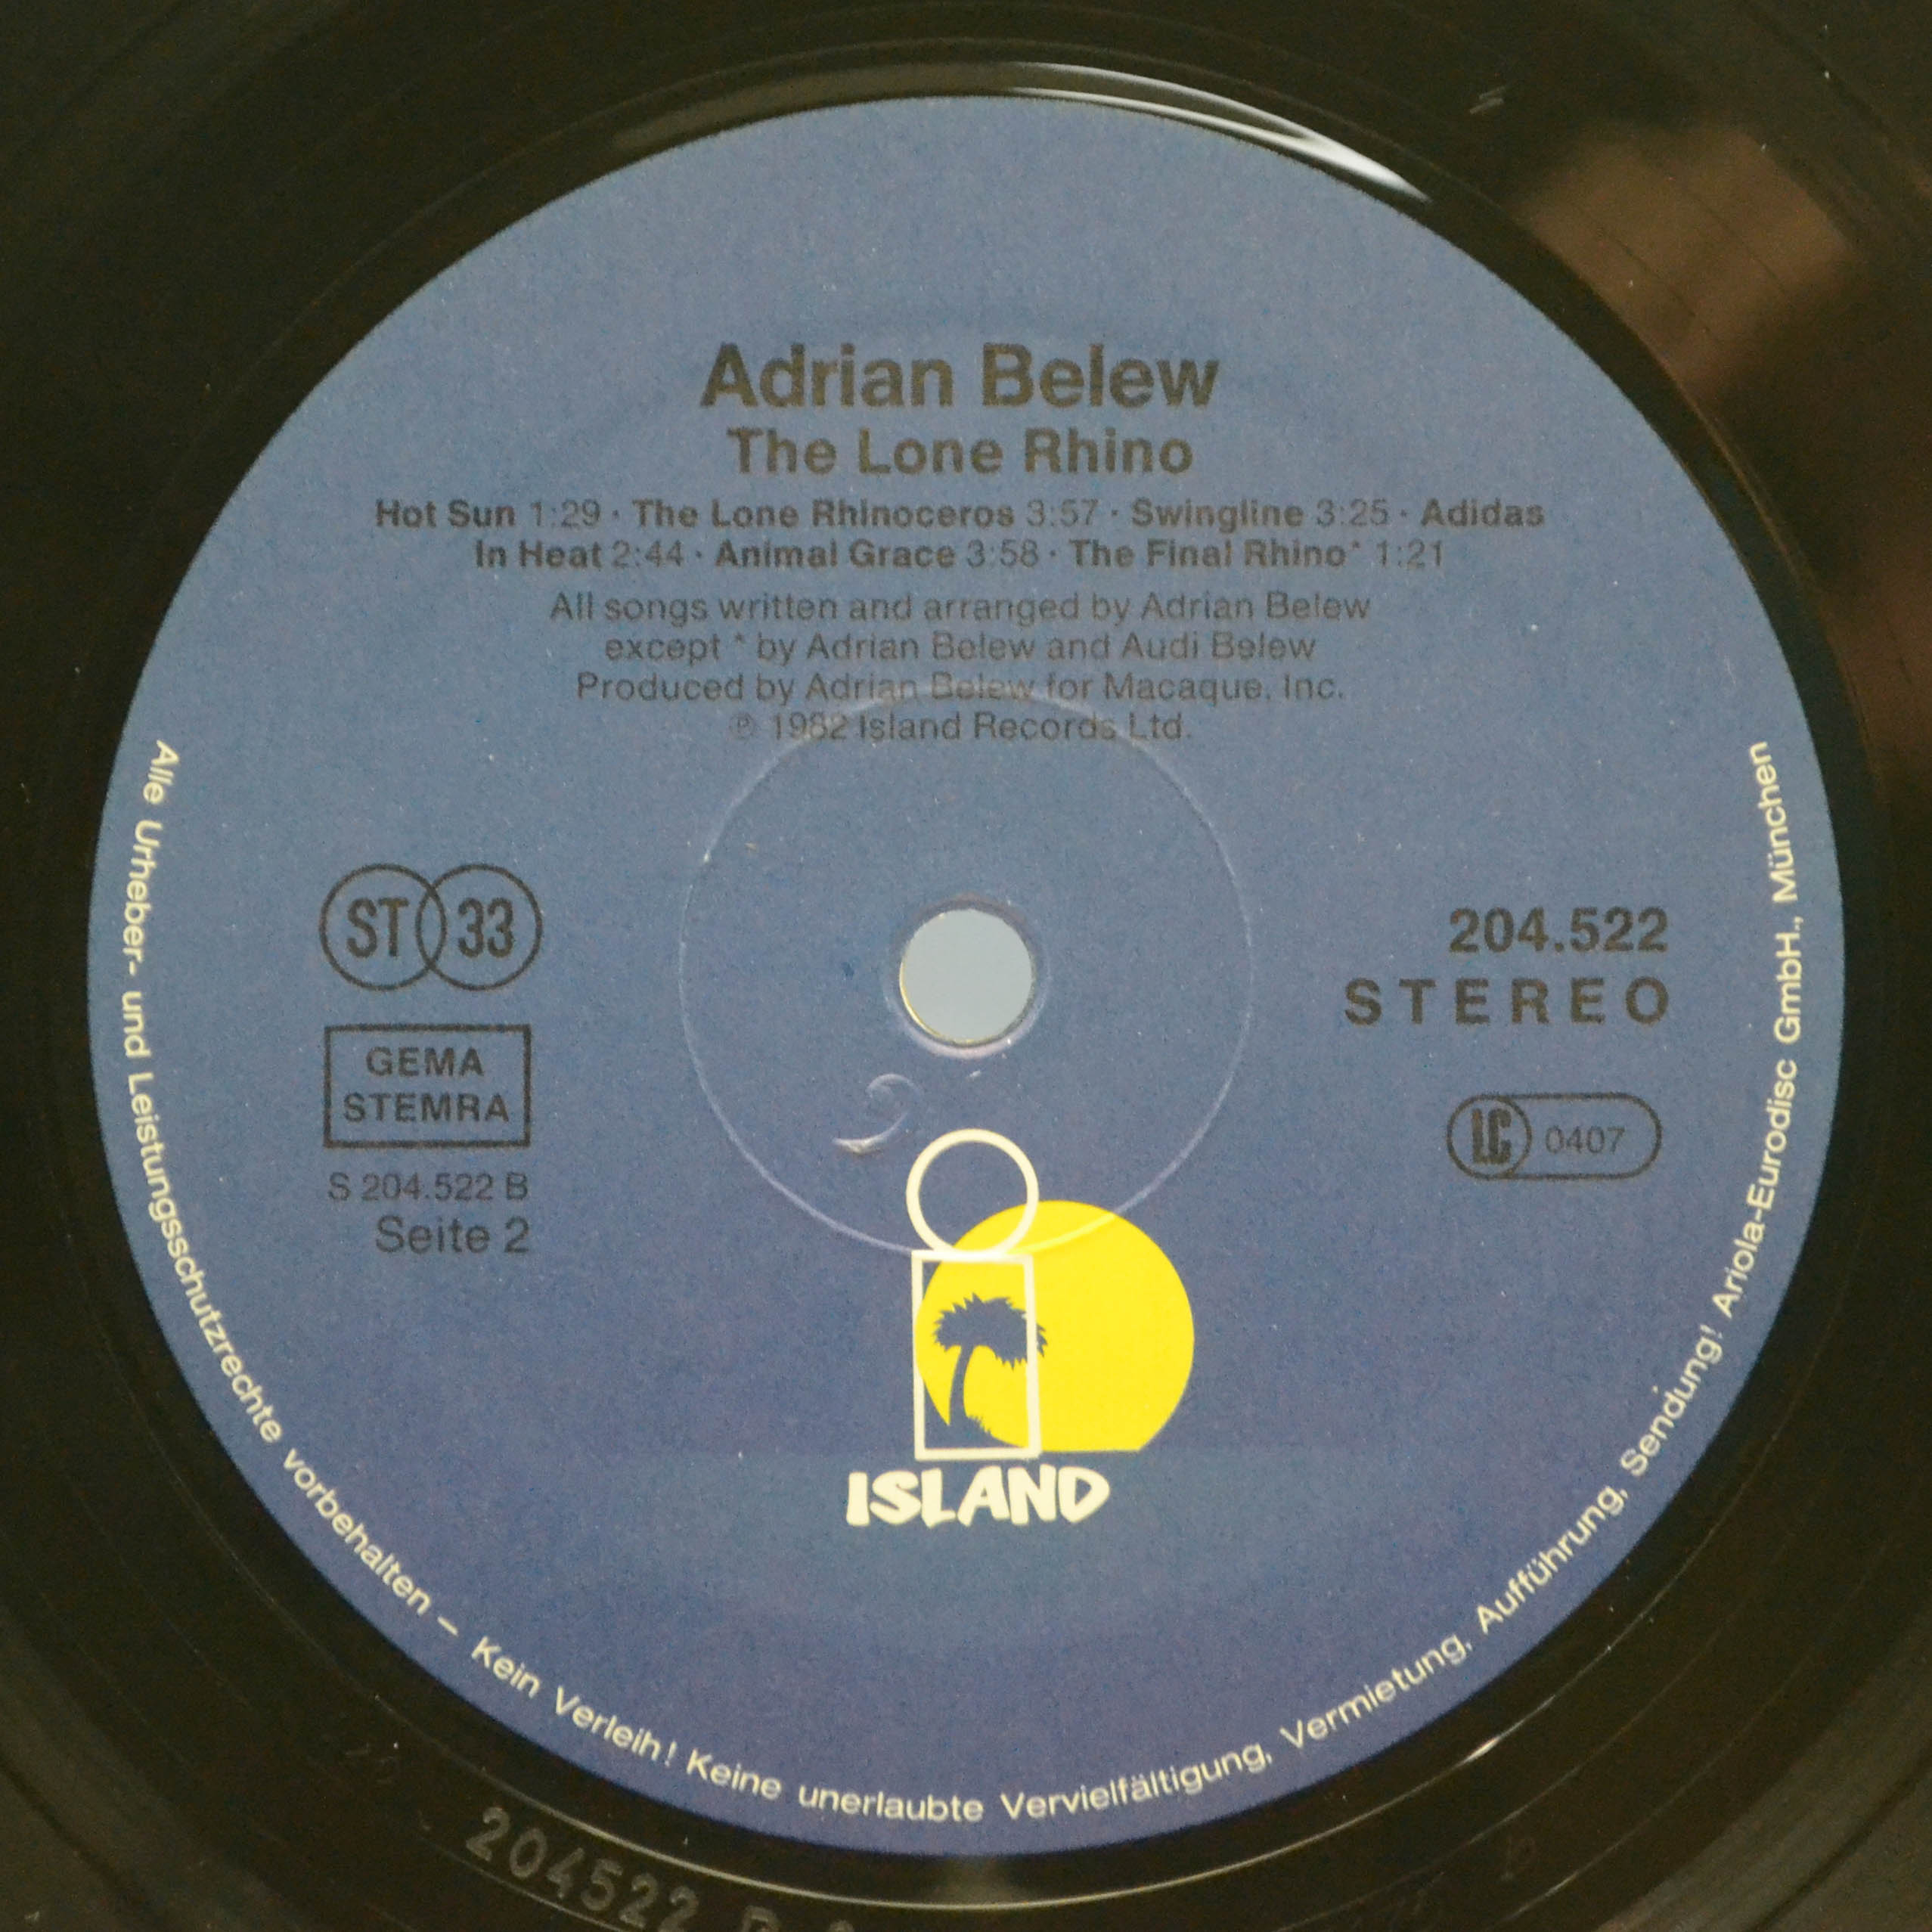 Adrian Belew
The Lone Rhino
Hot Sun 1:29 · The Lone Rhinoceros 3:57 · Swingline 3:25 · Adidas
In Heat 2:44 · Animal Grace 3:58 · The Final Rhino* 1:21
All songs written and arranged by Adrian Belew
except * by Adrian Belew and Audi Belew
Produced by Adrian Belew for Macaque, Inc.
℗ 1982 Island Records Ltd.
ST 33
GEMA
STEMRA
S 204.522 B
Seite 2
204.522
STEREO
LC 0407
ISLAND
Alle Urheber- und Leistungsschutzrechte vorbehalten – Kein Verleih! Keine unerlaubte Vervielfältigung, Vermietung, Aufführung, Sendung! Ariola-Eurodisc GmbH., München
204522